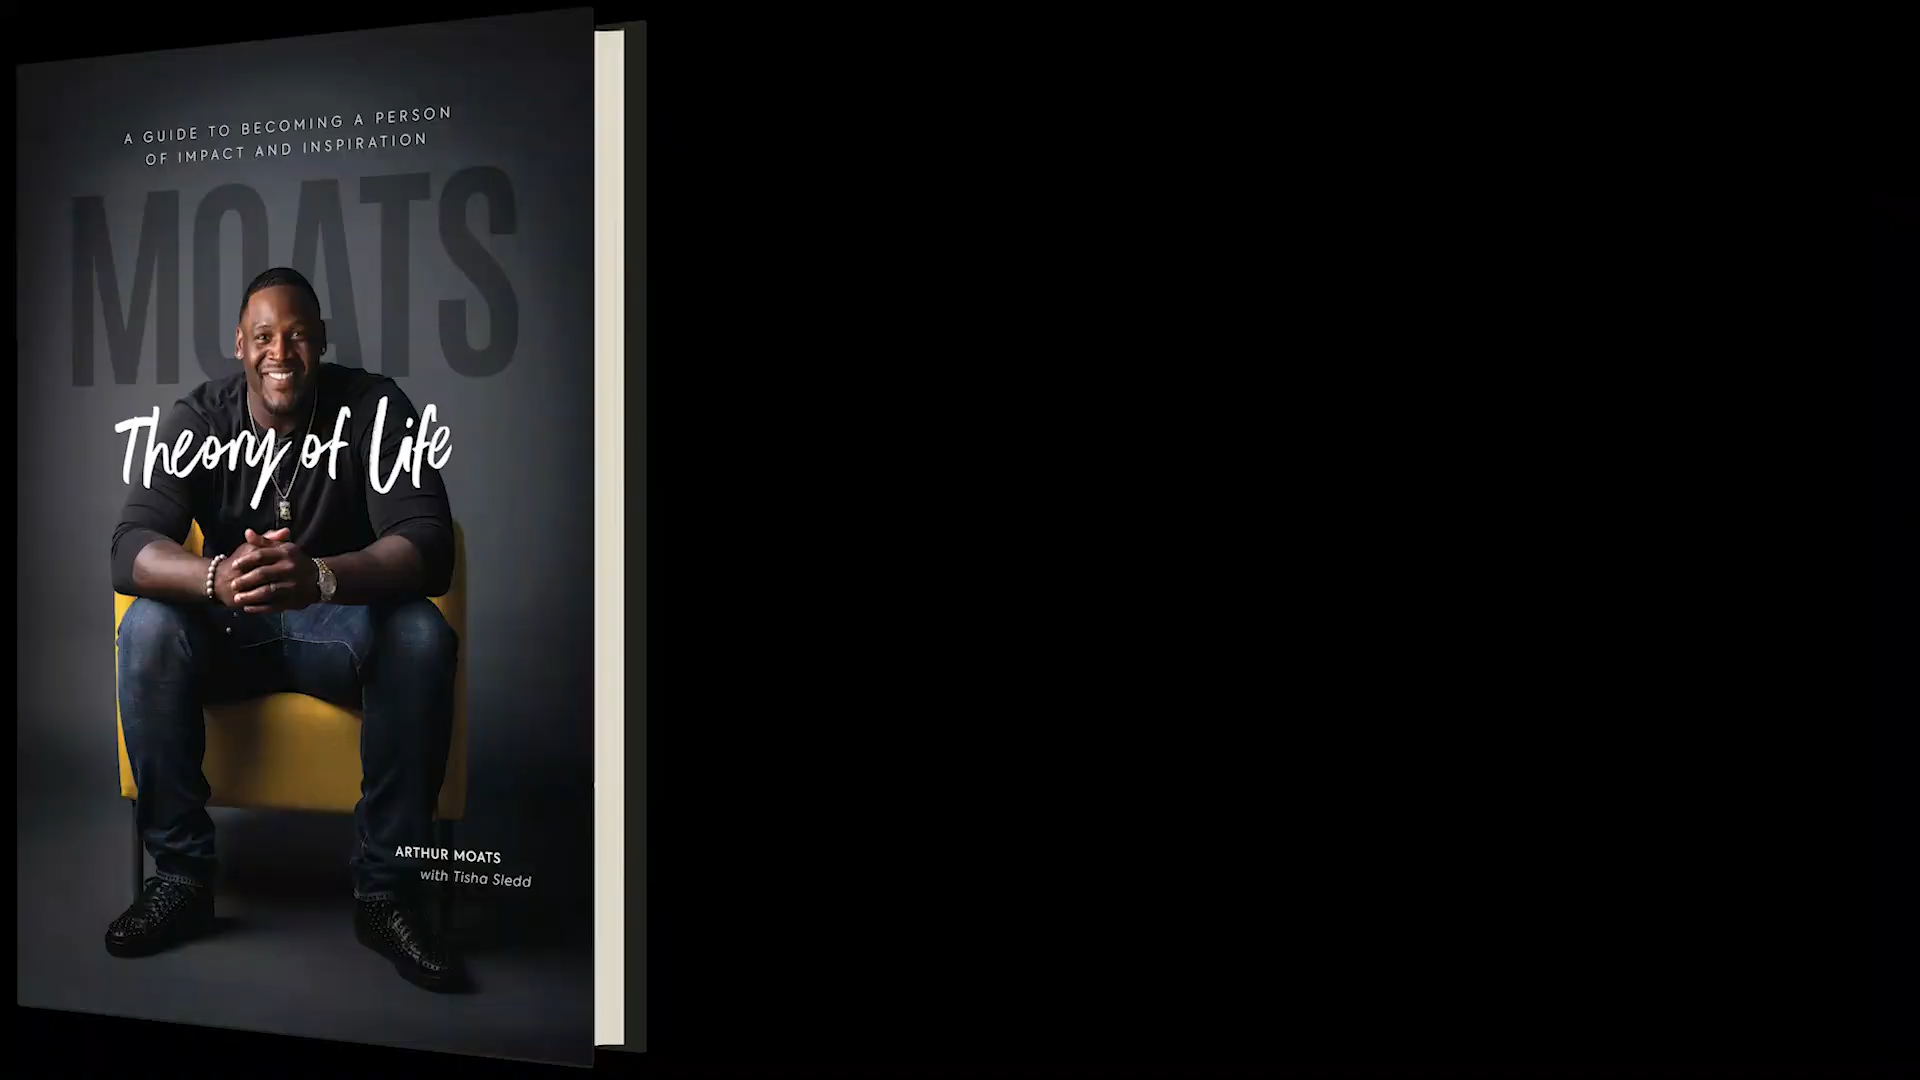 A GUIDE TO BECOMING A PERSON
OF IMPACT AND INSPIRATION
MOATS
Theory of Life
ARTHUR MOATS
with Tisha Sledd